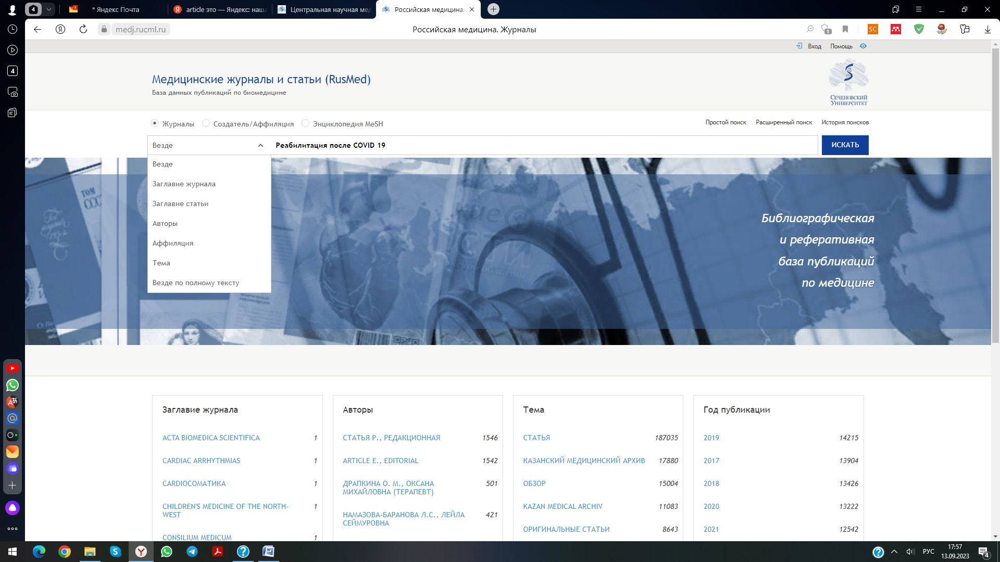 4
* Яндекс Почта
article это — Яндекс: наш
Центральная научная мед
Российская медицина.
medj.rucml.ru
Российская медицина. Журналы
1
SC
4
Вход
Помощь
Медицинские журналы и статьи (RusMed)
База данных публикаций по биомедицине
СЕЧЕНОВСКИЙ
УНИВЕРСИТЕТ
Журналы
Создатель/Аффиляция
Энциклопедия MeSH
Простой поиск
Расширенный поиск
История поисков
Везде
Реабилитация после COVID 19
ИСКАТЬ
Везде
Заглавие журнала
Заглавие статьи
Авторы
Аффиляция
Тема
Везде по полному тексту
ТОМ
Библиографическая
и реферативная
база публикаций
по медицине
Заглавие журнала
ACTA BIOMEDICA SCIENTIFICA 1
CARDIAC ARRHYTHMIAS 1
CARDIОСОМАТИКА 1
CHILDREN'S MEDICINE OF THE NORTH-
WEST 1
CONSILIUM MEDICUM 1
Авторы
СТАТЬЯ Р., РЕДАКЦИОННАЯ 1546
ARTICLE E., EDITORIAL 1542
ДРАПКИНА О. М., ОКСАНА
МИХАЙЛОВНА (ТЕРАПЕВТ) 501
НАМАЗОВА-БАРАНОВА Л.С., ЛЕЙЛА
СЕЙМУРОВНА 421
Тема
СТАТЬЯ 187035
КАЗАНСКИЙ МЕДИЦИНСКИЙ АРХИВ 17880
ОБЗОР 15004
KAZAN MEDICAL ARCHIV 11083
ОРИГИНАЛЬНЫЕ СТАТЬИ 8643
Год публикации
2019 14215
2017 13904
2018 13426
2020 13222
2021 12542
РУС
17:57
13.09.2023
4